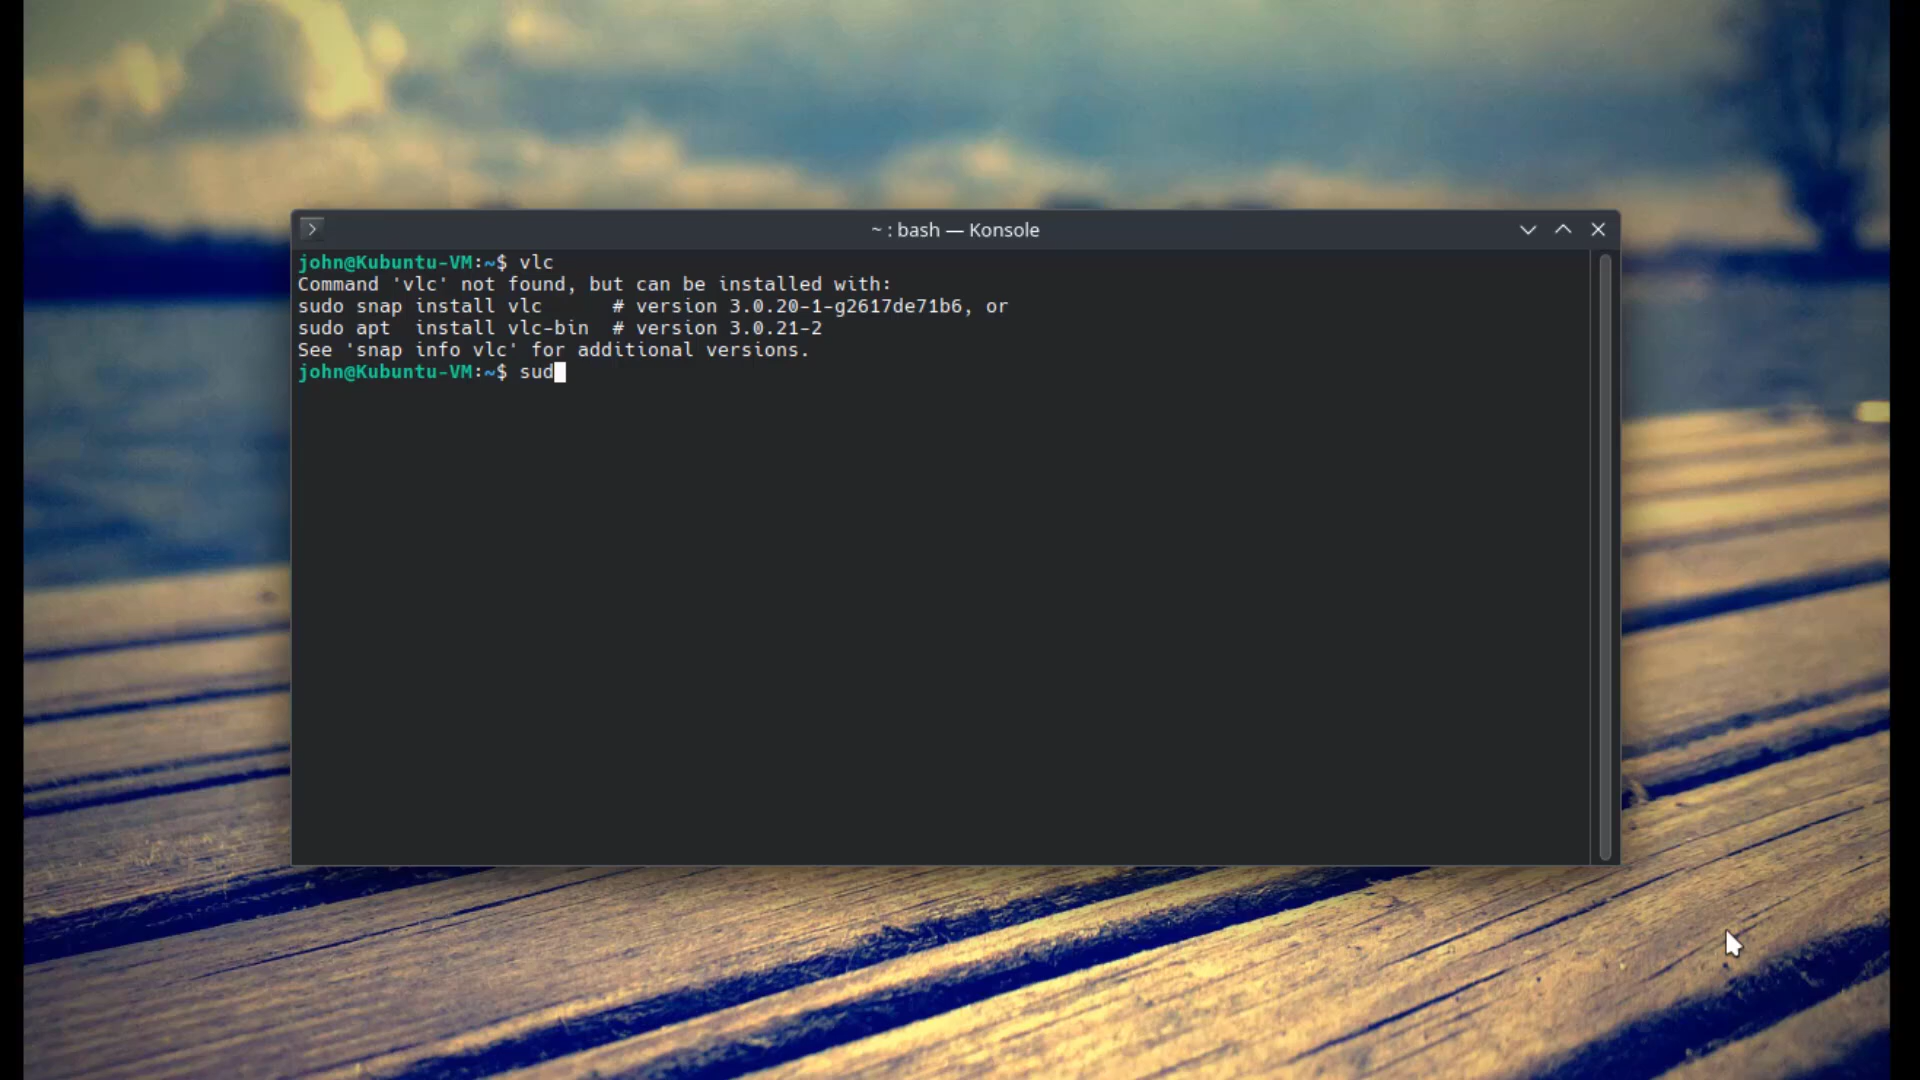 ~ : bash — Konsole
john@Kubuntu-VM:~$ vlc
Command 'vlc' not found, but can be installed with:
sudo snap install vlc      # version 3.0.20-1-g2617de71b6, or
sudo apt  install vlc-bin  # version 3.0.21-2
See 'snap info vlc' for additional versions.
john@Kubuntu-VM:~$ sud